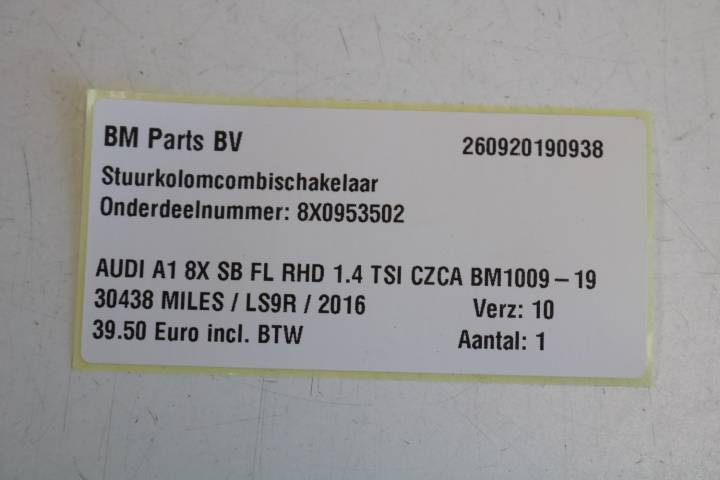 BM Parts BV 260920190938
Stuurkolomcombischakelaar
Onderdeelnummer: 8X0953502
AUDI A1 8X SB FL RHD 1.4 TSI CZCA BM1009-19
30438 MILES / LS9R / 2016 Verz: 10
39.50 Euro incl. BTW Aantal: 1